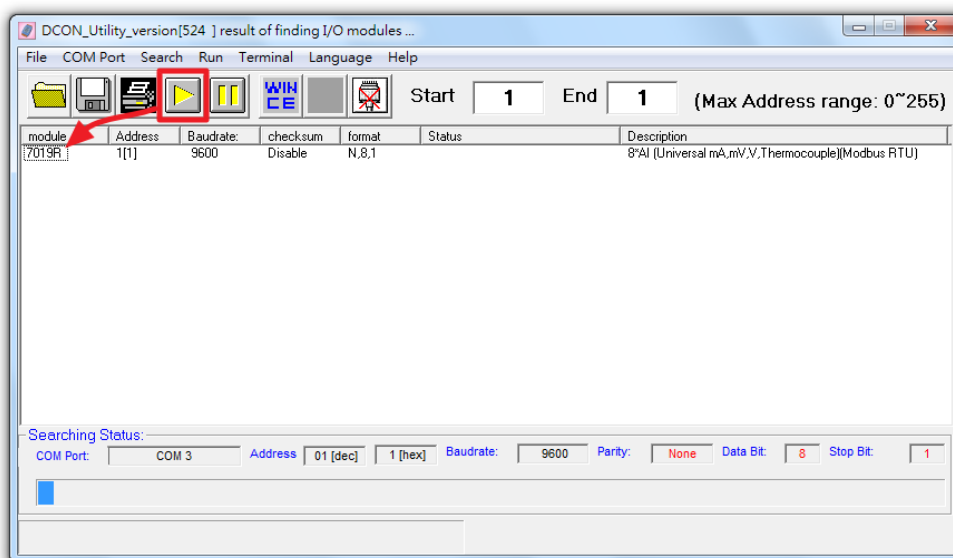 DCON_Utility_version[524 ] result of finding I/O modules ...
File COM Port Search Run Terminal Language Help
WIN CE Start 1 End 1 (Max Address range: 0~255)
module Address Baudrate: checksum format Status Description
7019R 1[1] 9600 Disable N,8,1 8*AI (Universal mA,mV,V,Thermocouple)(Modbus RTU)
Searching Status:
COM Port: COM 3 Address 01 [dec] 1 [hex] Baudrate: 9600 Parity: None Data Bit: 8 Stop Bit: 1